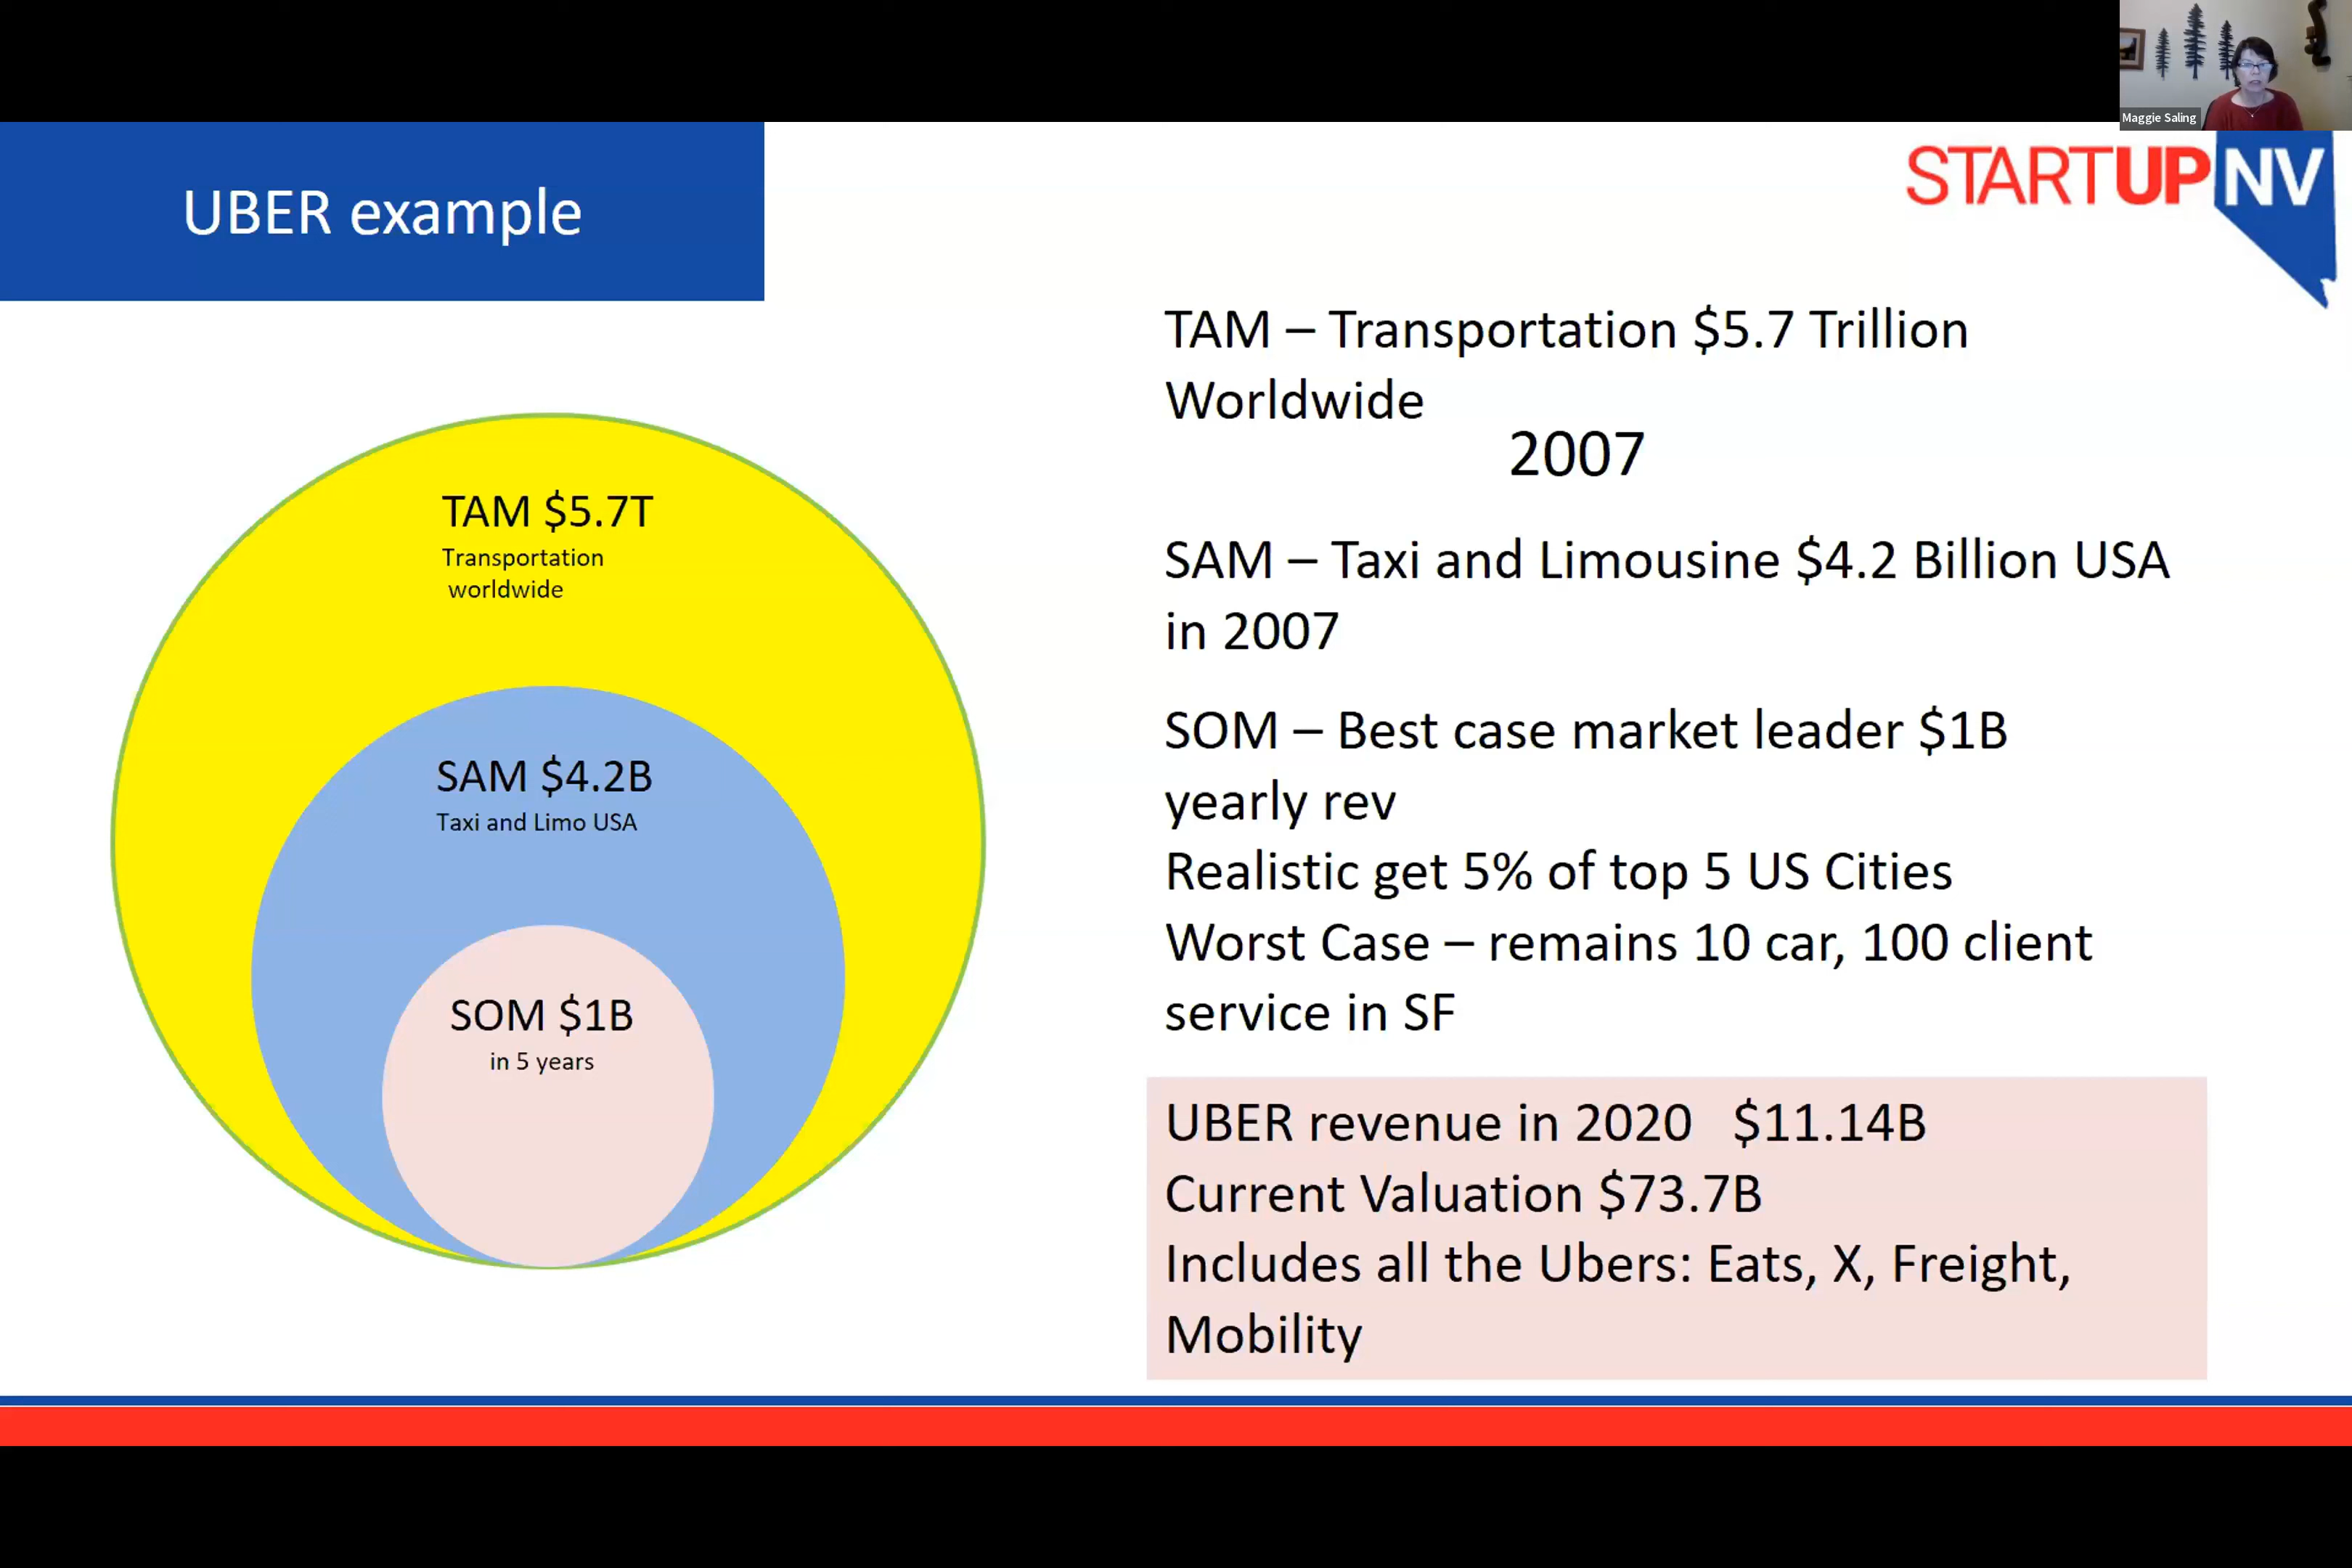 Maggie Saling
STARTUPNV
UBER example
TAM – Transportation $5.7 Trillion
Worldwide
2007
SAM – Taxi and Limousine $4.2 Billion USA
in 2007
SOM – Best case market leader $1B
yearly rev
Realistic get 5% of top 5 US Cities
Worst Case – remains 10 car, 100 client
service in SF
UBER revenue in 2020 $11.14B
Current Valuation $73.7B
Includes all the Ubers: Eats, X, Freight,
Mobility
TAM $5.7T
Transportation
worldwide
SAM $4.2B
Taxi and Limo USA
SOM $1B
in 5 years